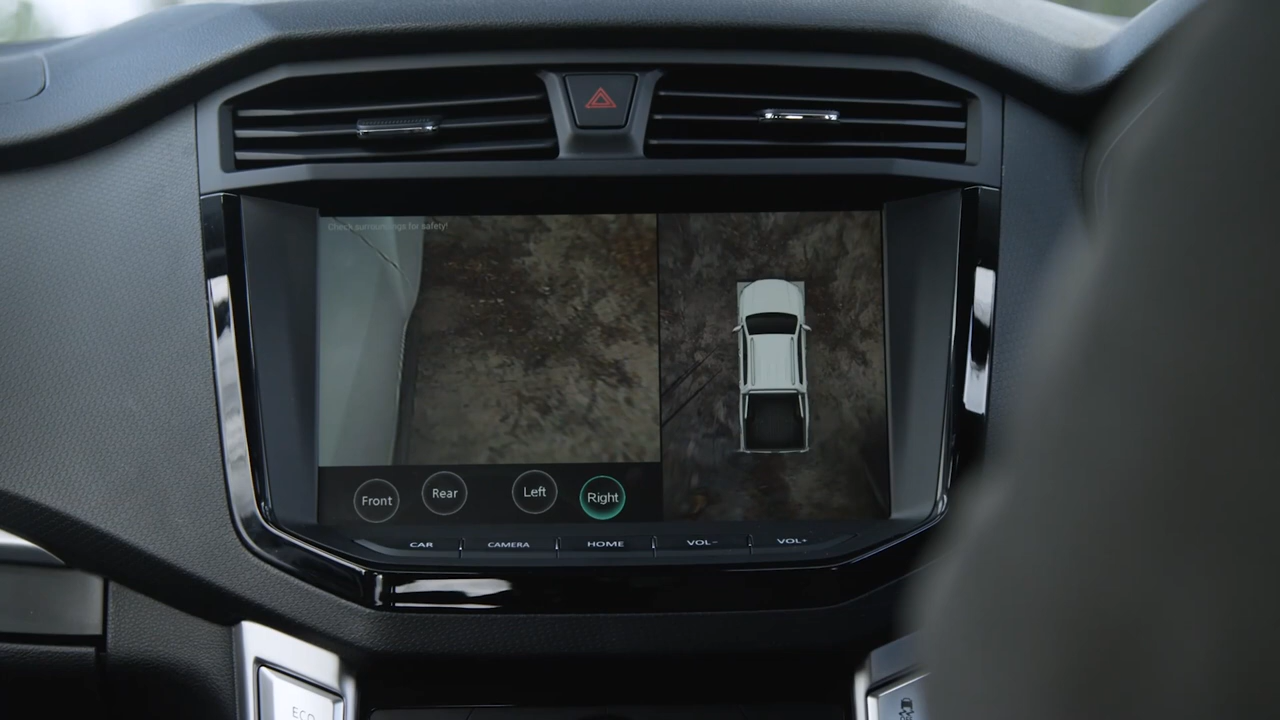 Check surroundings for safety!
Front Rear Left Right
CAR CAMERA HOME VOL- VOL+
ECO